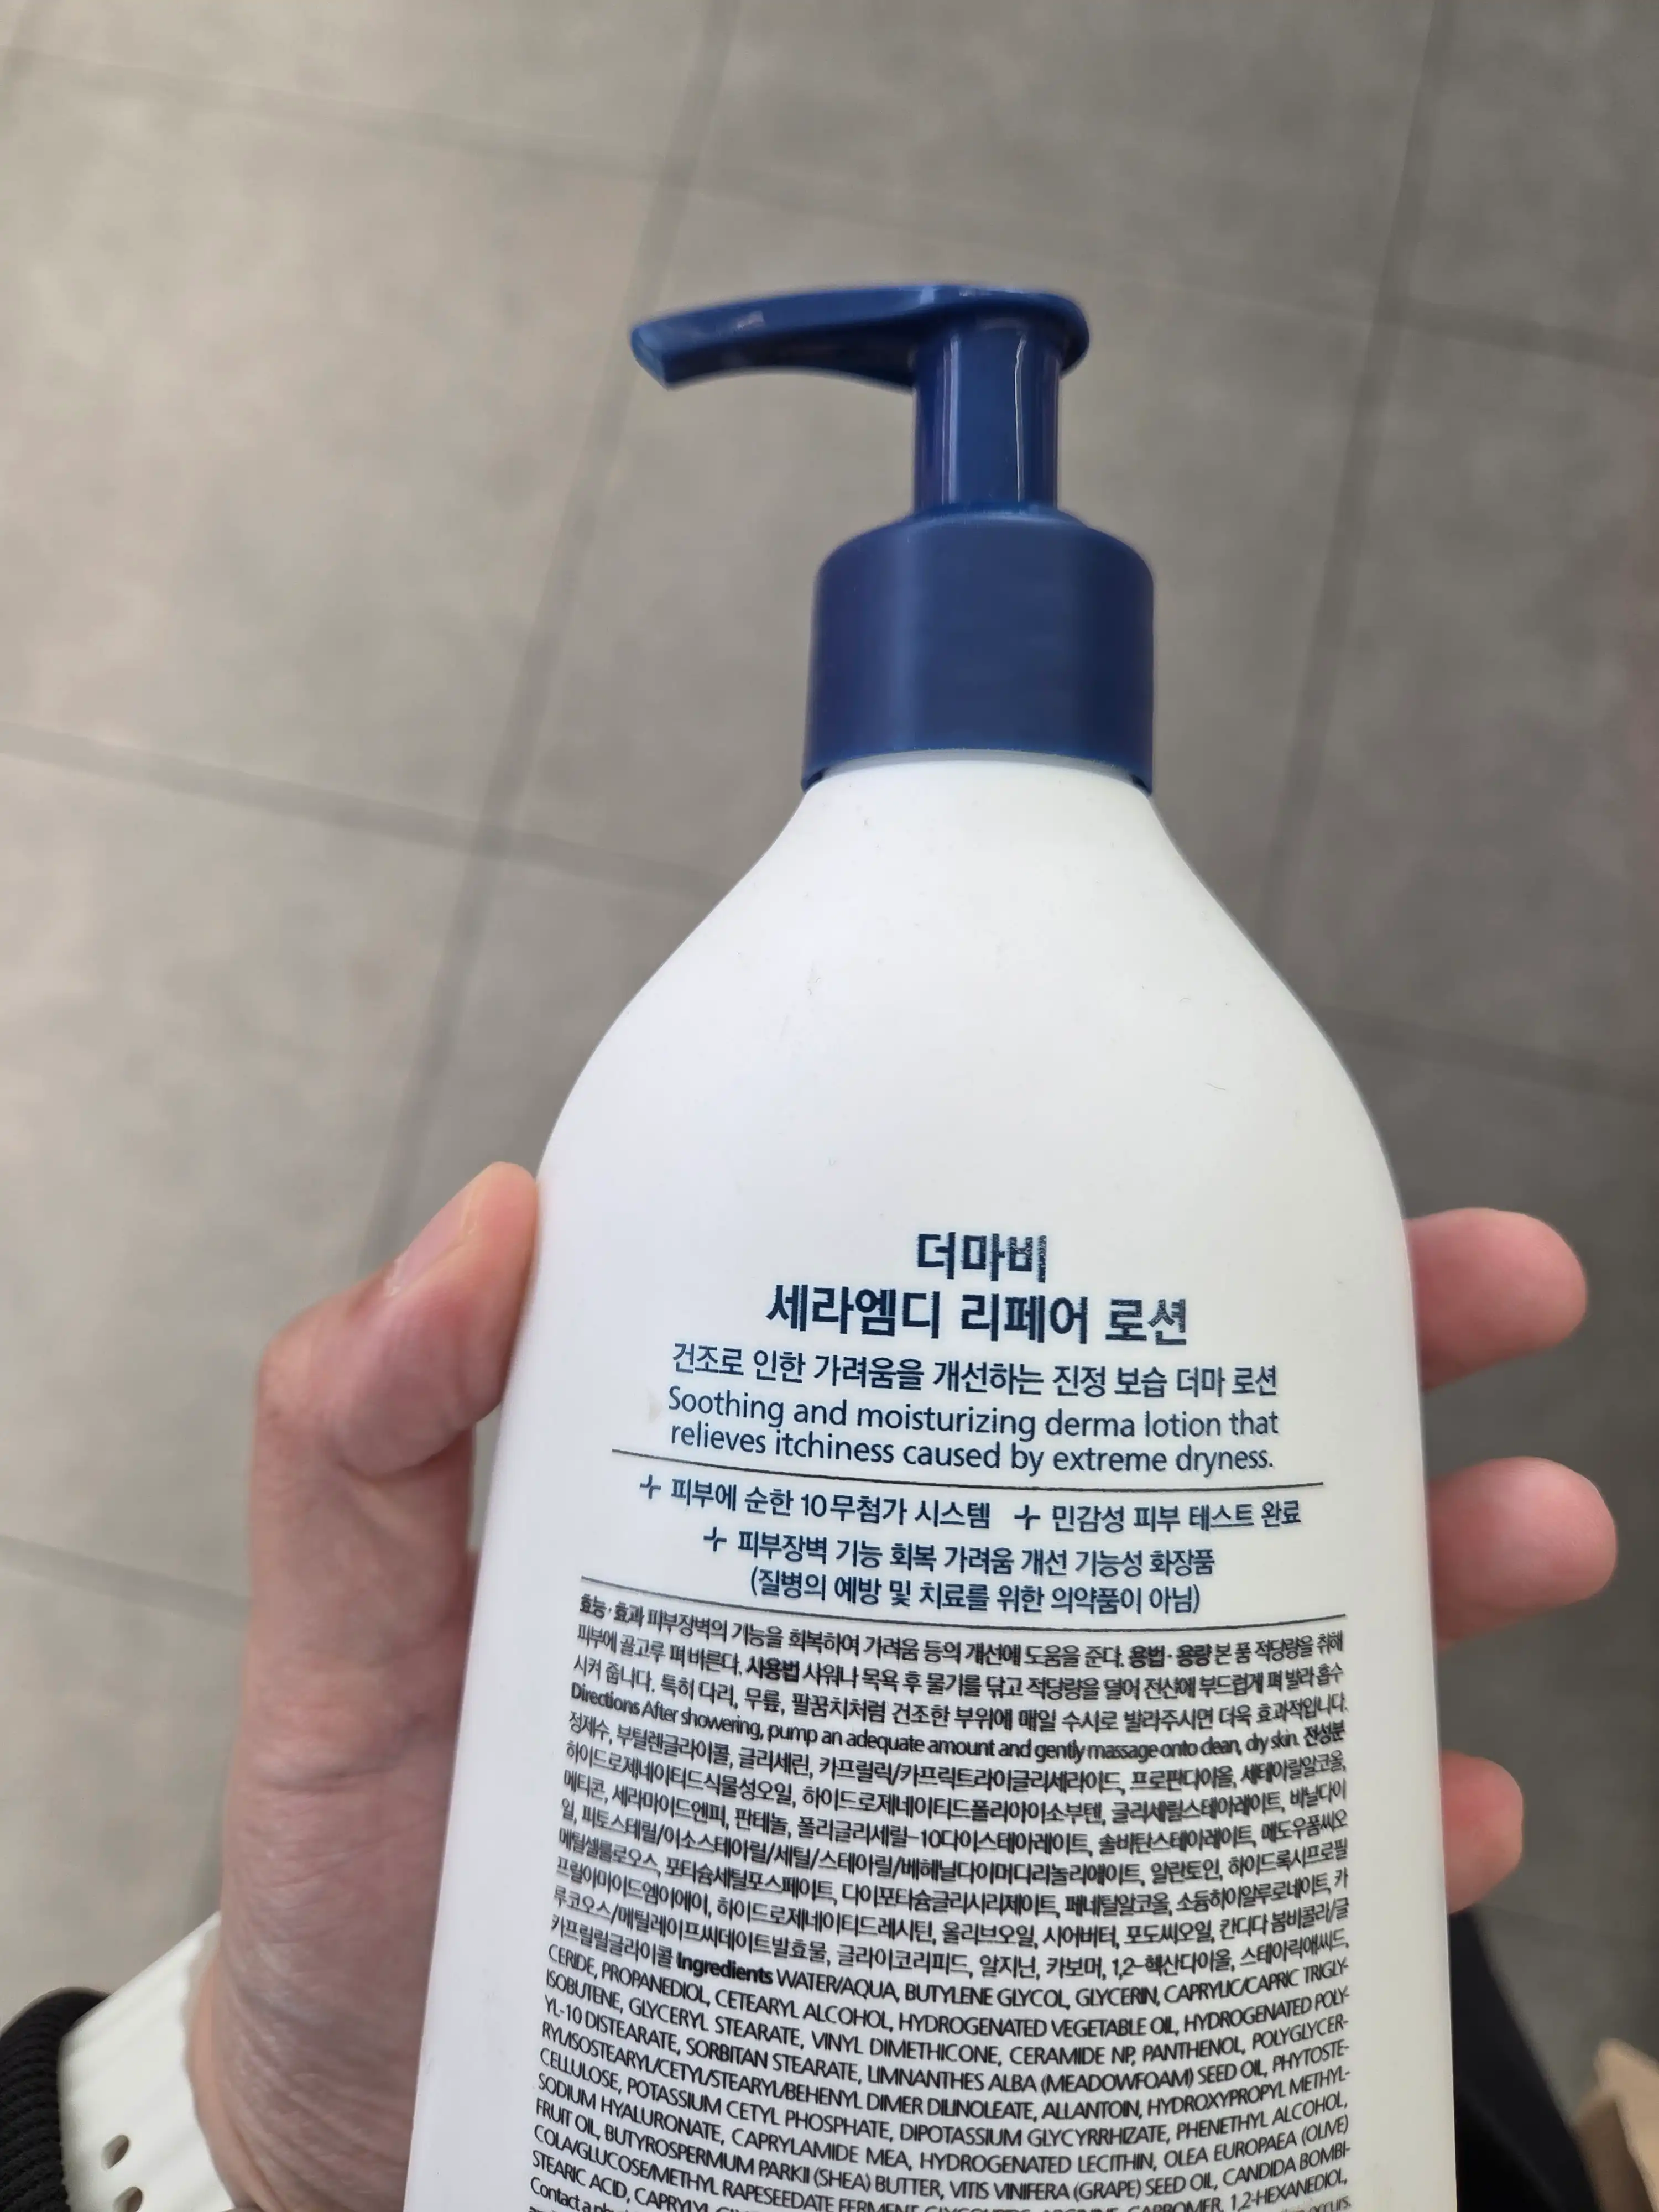 더마비
세라엠디 리페어 로션
건조로 인한 가려움을 개선하는 진정 보습 더마 로션
Soothing and moisturizing derma lotion that
relieves itchiness caused by extreme dryness.
+ 피부에 순한 10무첨가 시스템 + 민감성 피부 테스트 완료
+ 피부장벽 기능 회복 가려움 개선 기능성 화장품
(질병의 예방 및 치료를 위한 의약품이 아님)
효능·효과 피부장벽의 기능을 회복하여 가려움 등의 개선에 도움을 준다. 용법·용량 본 품 적당량을 취해
피부에 골고루 펴 바른다. 사용법 샤워나 목욕 후 물기를 닦고 적당량을 덜어 전신에 부드럽게 펴 발라 흡수
시켜 줍니다. 특히 다리, 무릎, 팔꿈치처럼 건조한 부위에 매일 수시로 발라주시면 더욱 효과적입니다.
Directions After showering, pump an adequate amount and gently massage onto clean, dry skin. 전성분
정제수, 부틸렌글라이콜, 글리세린, 카프릴릭/카프릭트라이글리세라이드, 프로판다이올, 세테아릴알코올,
하이드로제네이티드식물성오일, 하이드로제네이티드폴리아이소부텐, 글리세릴스테아레이트, 비닐다이
메티콘, 세라마이드엔피, 판테놀, 폴리글리세릴-10다이스테아레이트, 솔비탄스테아레이트, 메도우폼씨오
일, 피토스테릴/이소스테아릴/세틸/스테아릴/베헤닐다이머디리놀리에이트, 알란토인, 하이드록시프로필
메틸셀룰로오스, 포타슘세틸포스페이트, 다이포타슘글리시리제이트, 페네틸알코올, 소듐하이알루로네이트, 카
프릴아마이드엠이에이, 하이드로제네이티드레시틴, 올리브오일, 시어버터, 포도씨오일, 칸디다 봄비콜라/글
루코오스/메틸레이프씨데이트발효물, 글라이코리피드, 알지닌, 카보머, 1,2-헥산다이올, 스테아릭애씨드,
카프릴릴글라이콜 Ingredients WATER/AQUA, BUTYLENE GLYCOL, GLYCERIN, CAPRYLIC/CAPRIC TRIGLY-
CERIDE, PROPANEDIOL, CETEARYL ALCOHOL, HYDROGENATED VEGETABLE OIL, HYDROGENATED POLY-
ISOBUTENE, GLYCERYL STEARATE, VINYL DIMETHICONE, CERAMIDE NP, PANTHENOL, POLYGLYCER-
YL-10 DISTEARATE, SORBITAN STEARATE, LIMNANTHES ALBA (MEADOWFOAM) SEED OIL, PHYTOSTE-
RYL/ISOSTEARYL/CETYL/STEARYL/BEHENYL DIMER DILINOLEATE, ALLANTOIN, HYDROXYPROPYL METHYL-
CELLULOSE, POTASSIUM CETYL PHOSPHATE, DIPOTASSIUM GLYCYRRHIZATE, PHENETHYL ALCOHOL,
SODIUM HYALURONATE, CAPRYLAMIDE MEA, HYDROGENATED LECITHIN, OLEA EUROPAEA (OLIVE)
FRUIT OIL, BUTYROSPERMUM PARKII (SHEA) BUTTER, VITIS VINIFERA (GRAPE) SEED OIL, CANDIDA BOMBI-
COLA/GLUCOSE/METHYL RAPESEEDATE FERMENT, GLYCOLIPIDS, ARGININE, CARBOMER, 1,2-HEXANEDIOL,
STEARIC ACID, CAPRYLYL
Contact a occurs.